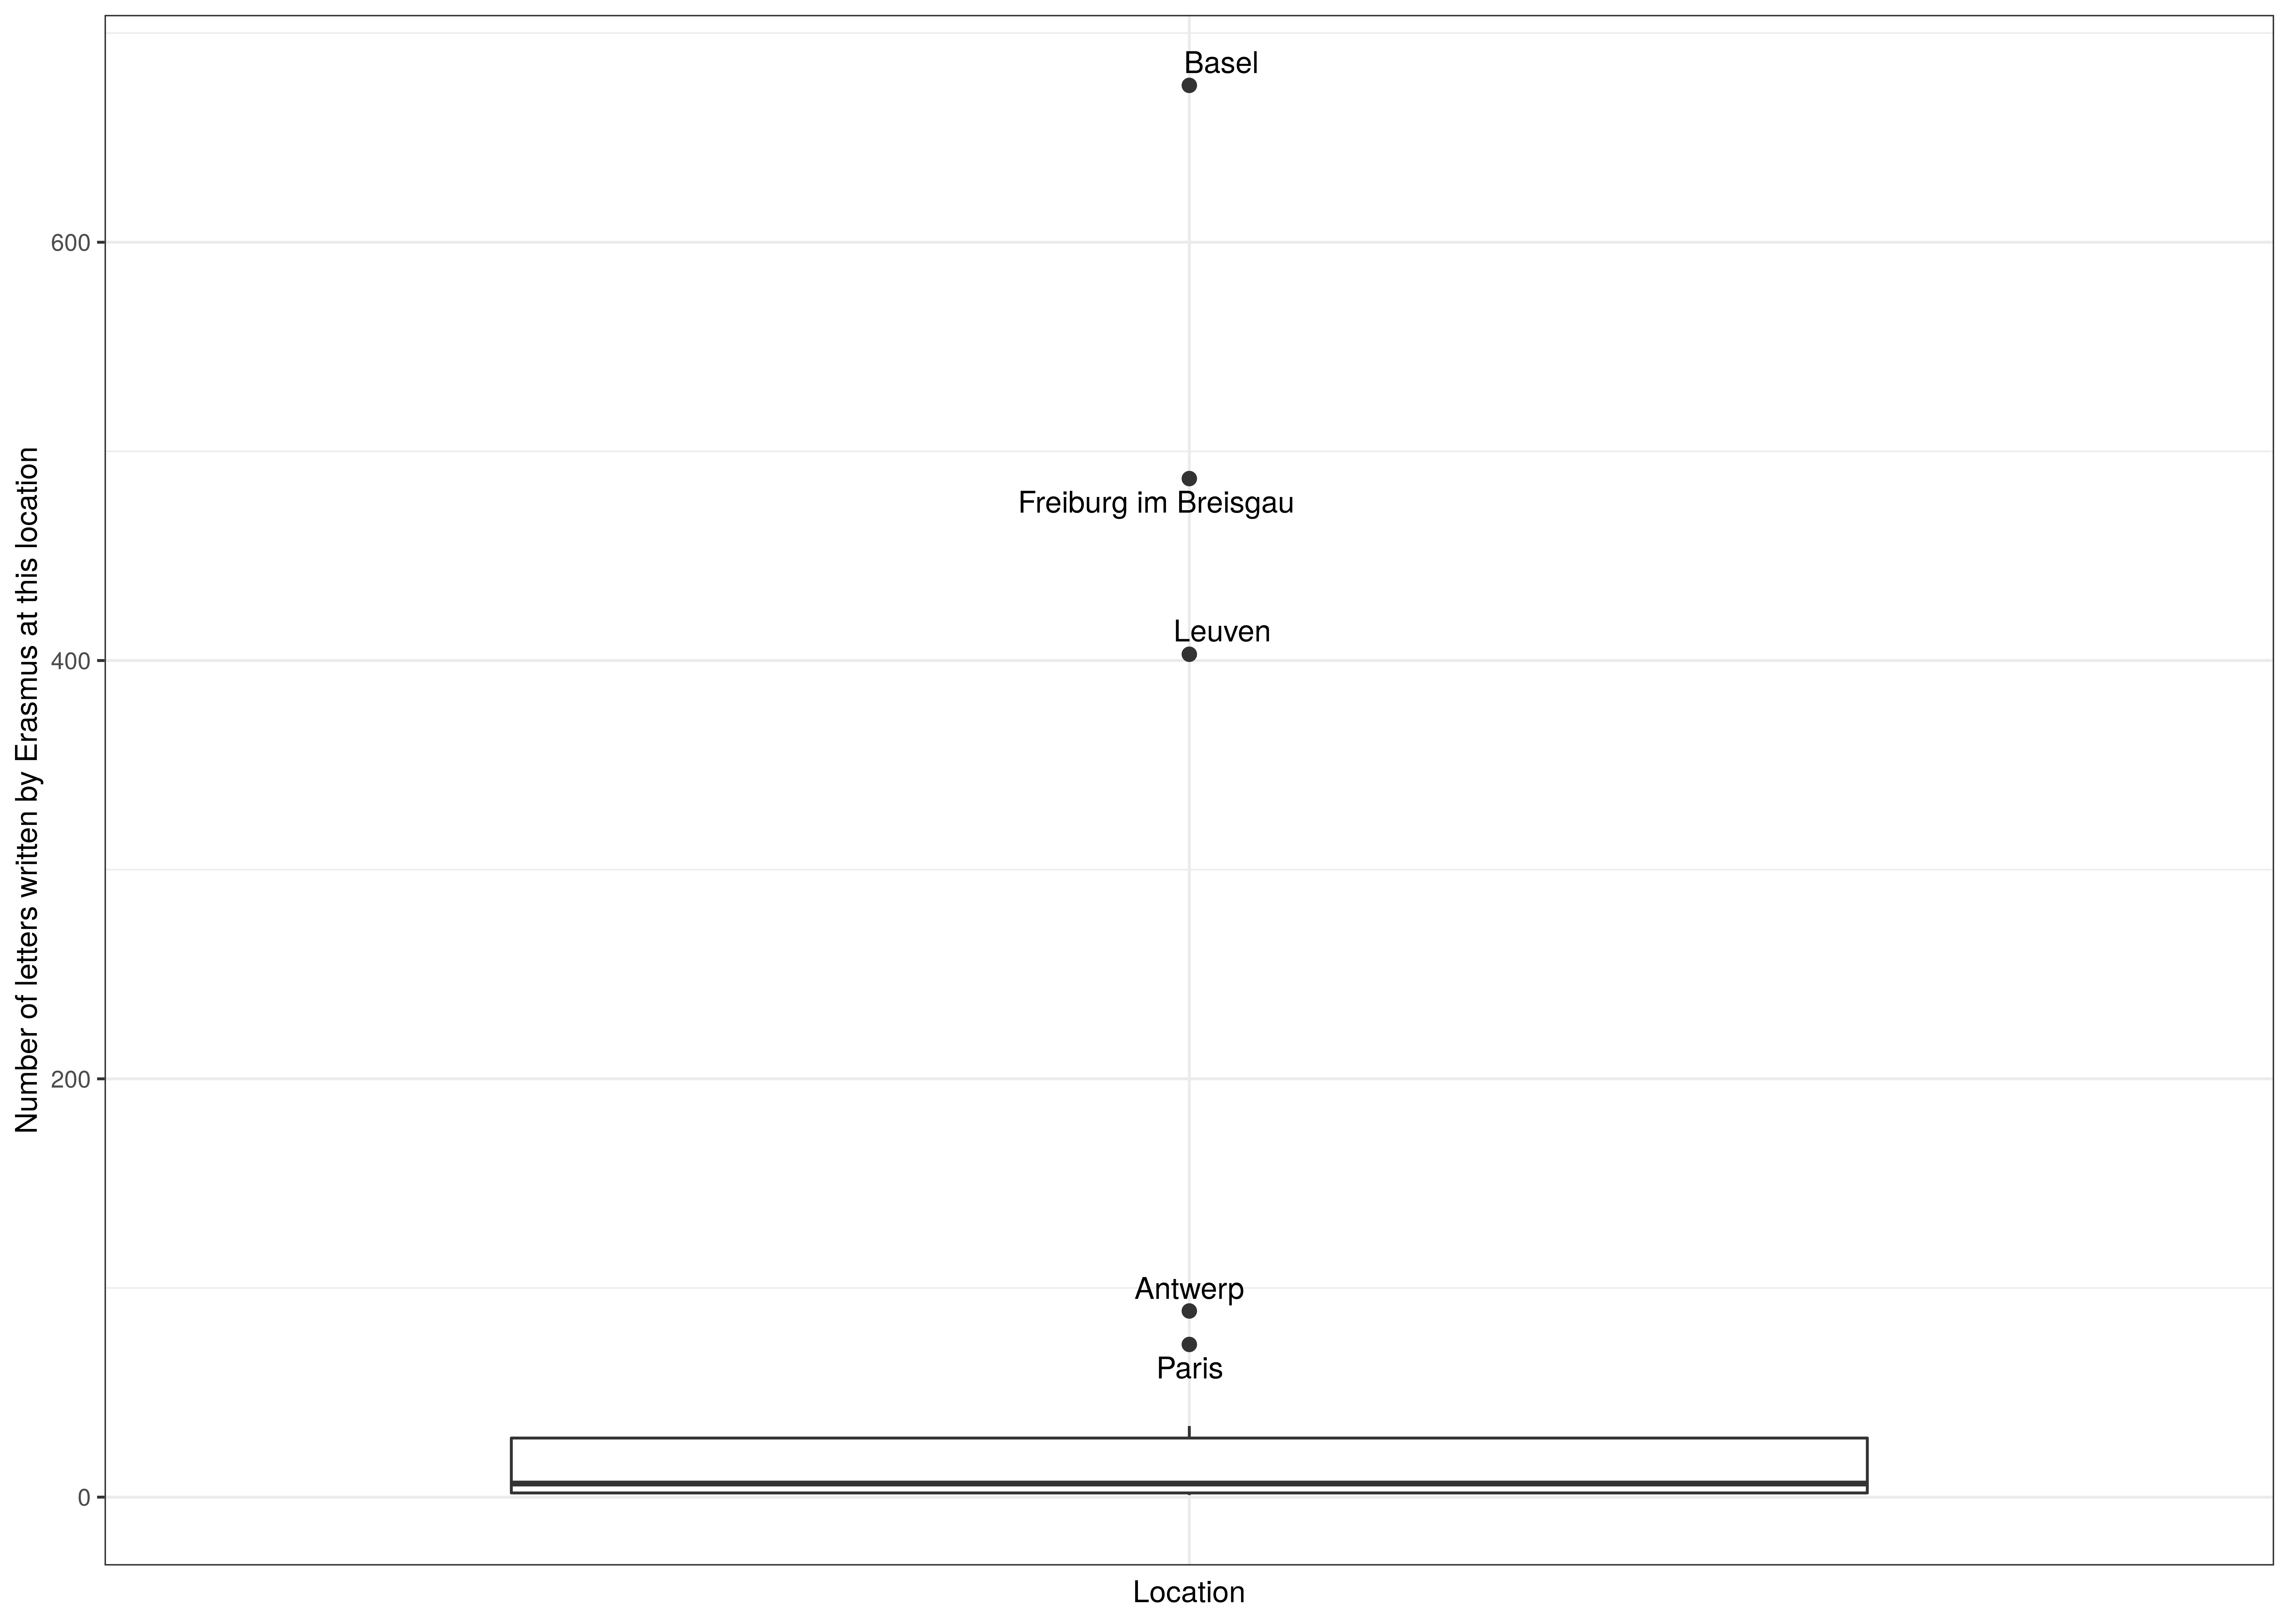 Number of letters written by Erasmus at this location
600
400
200
0
Basel
Freiburg im Breisgau
Leuven
Antwerp
Paris
Location